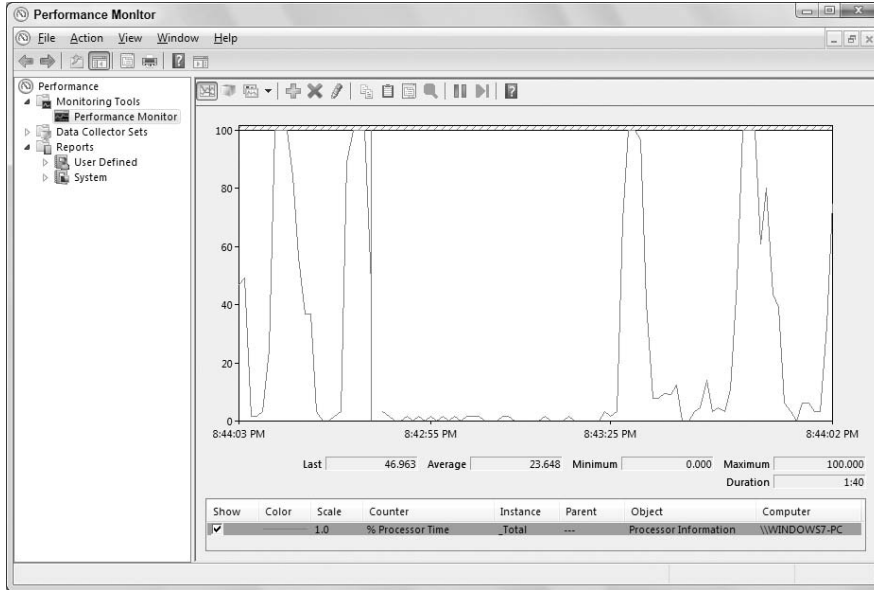 Performance Monitor
File Action View Window Help
Performance
Monitoring Tools
Performance Monitor
Data Collector Sets
Reports
User Defined
System
100
80
60
40
20
0
8:44:03 PM 8:42:55 PM 8:43:25 PM 8:44:02 PM
Last 46.963 Average 23.648 Minimum 0.000 Maximum 100.000
Duration 1:40
Show Color Scale Counter Instance Parent Object Computer
1.0 % Processor Time _Total --- Processor Information \\WINDOWS7-PC